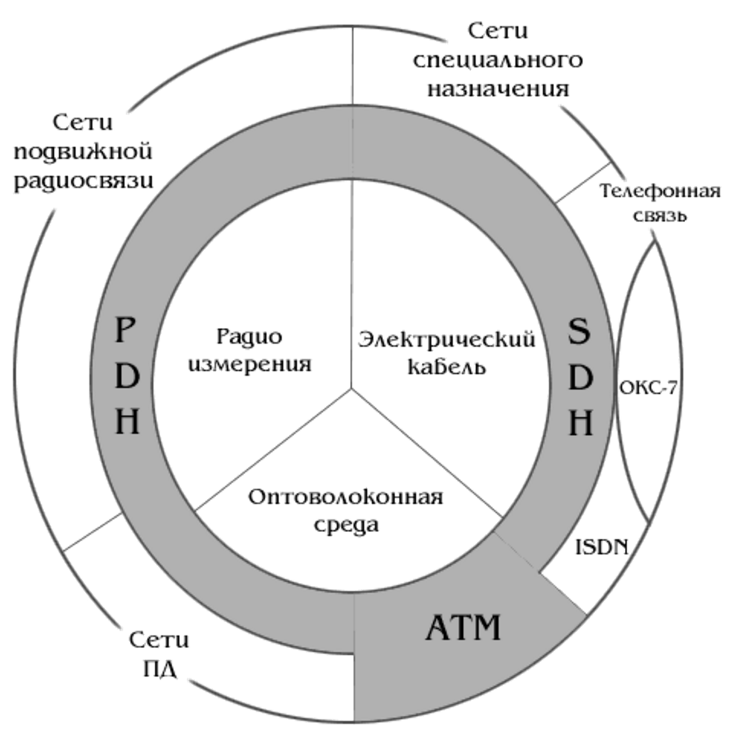 Сети
специального
назначения
Сети
подвижной
радиосвязи
Телефонная
связь
P
D
H
Радио
измерения
Электрический
кабель
S
D
H
ОКС-7
Оптоволоконная
среда
ISDN
ATM
Сети
ПД